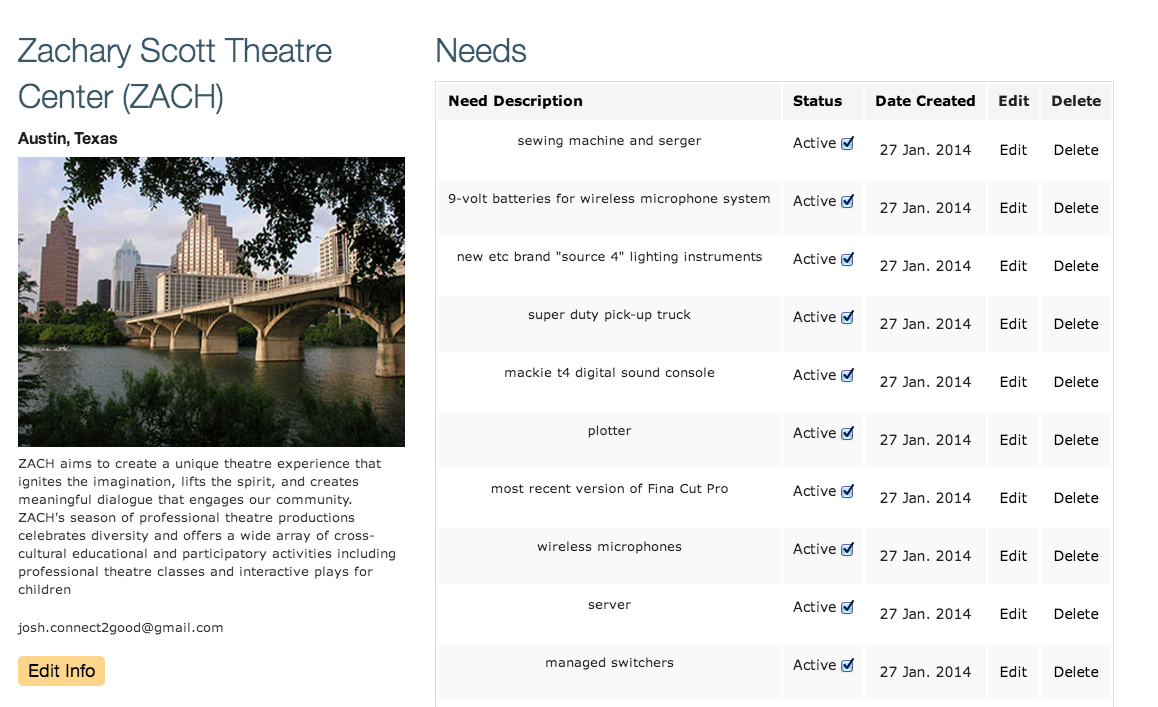 Zachary Scott Theatre
Center (ZACH)
Austin, Texas
ZACH aims to create a unique theatre experience that
ignites the imagination, lifts the spirit, and creates
meaningful dialogue that engages our community.
ZACH's season of professional theatre productions
celebrates diversity and offers a wide array of cross-
cultural educational and participatory activities including
professional theatre classes and interactive plays for
children
josh.connect2good@gmail.com
Edit Info
Needs
Need Description Status Date Created Edit Delete
sewing machine and serger Active 27 Jan. 2014 Edit Delete
9-volt batteries for wireless microphone system Active 27 Jan. 2014 Edit Delete
new etc brand "source 4" lighting instruments Active 27 Jan. 2014 Edit Delete
super duty pick-up truck Active 27 Jan. 2014 Edit Delete
mackie t4 digital sound console Active 27 Jan. 2014 Edit Delete
plotter Active 27 Jan. 2014 Edit Delete
most recent version of Fina Cut Pro Active 27 Jan. 2014 Edit Delete
wireless microphones Active 27 Jan. 2014 Edit Delete
server Active 27 Jan. 2014 Edit Delete
managed switchers Active 27 Jan. 2014 Edit Delete